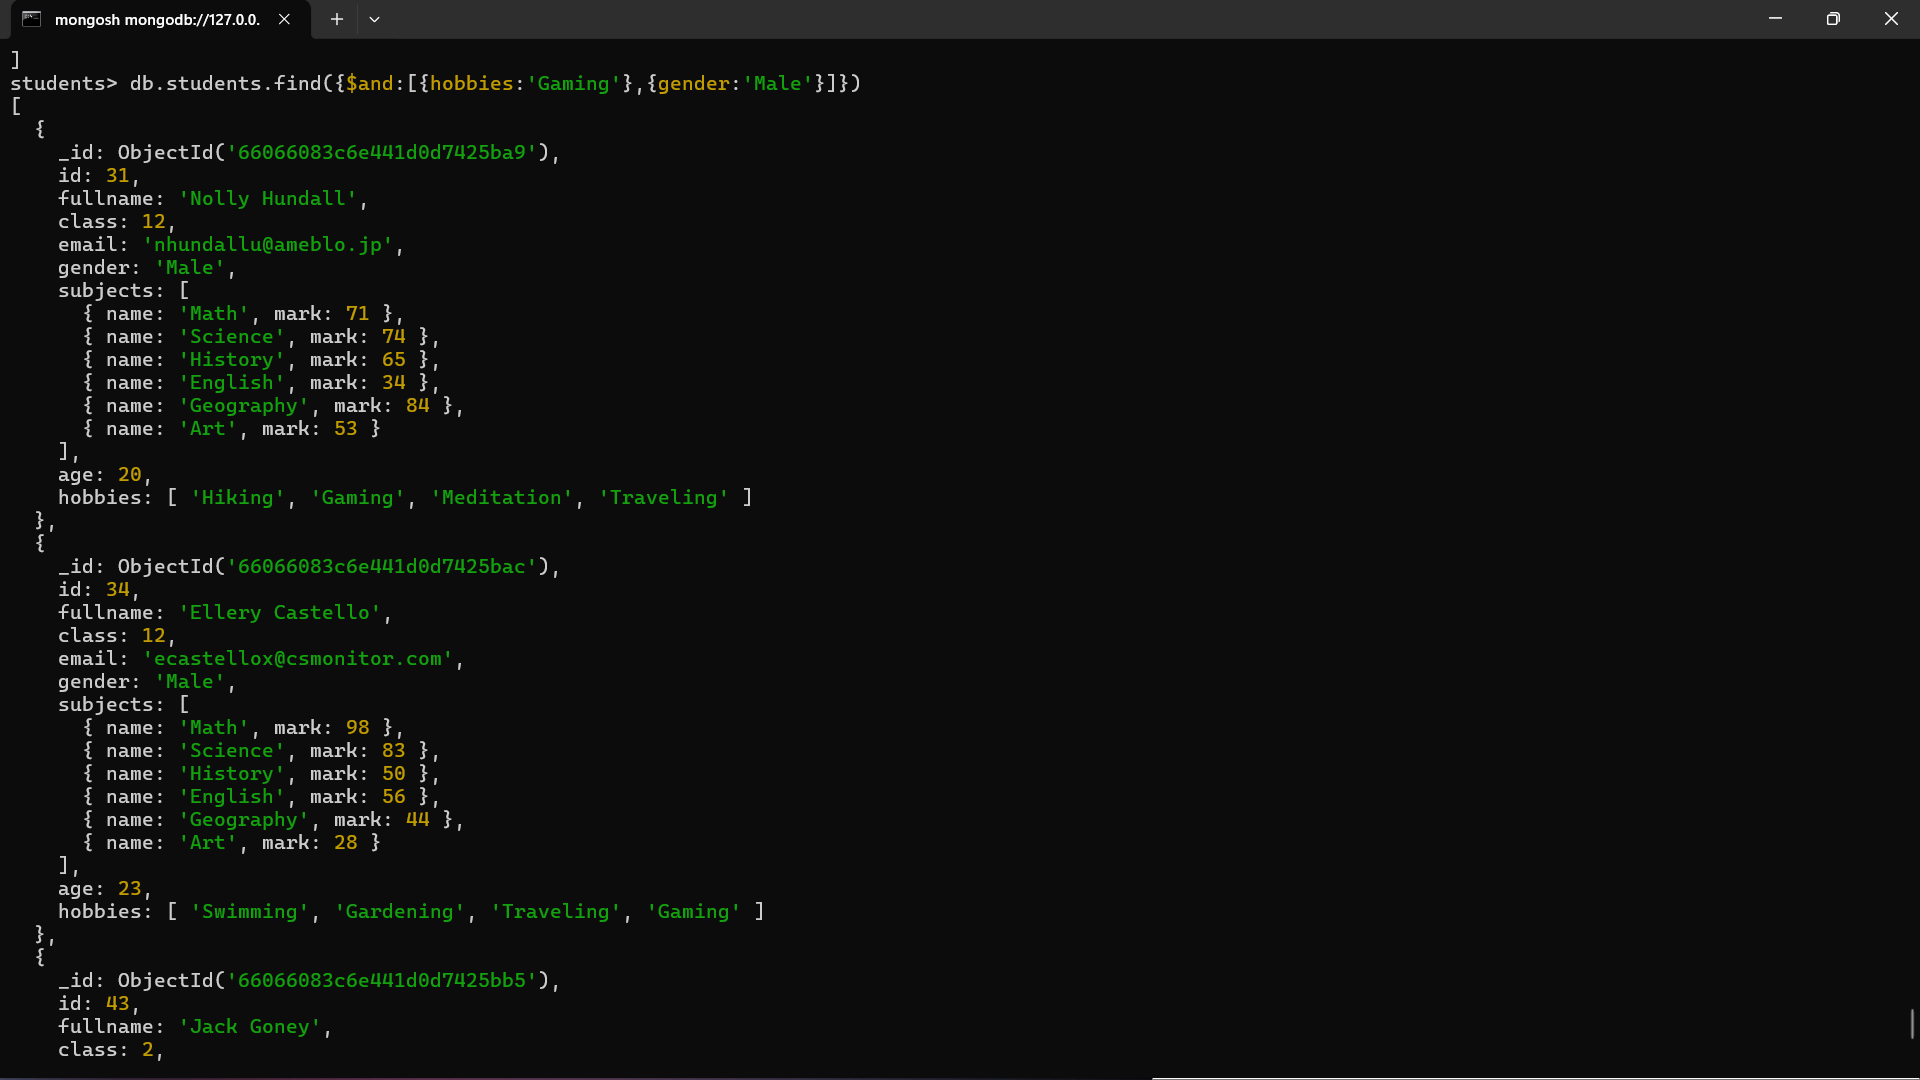 mongosh mongodb://127.0.0.
]
students> db.students.find({$and:[{hobbies:'Gaming'},{gender:'Male'}]})
[
  {
    _id: ObjectId('66066083c6e441d0d7425ba9'),
    id: 31,
    fullname: 'Nolly Hundall',
    class: 12,
    email: 'nhundallu@ameblo.jp',
    gender: 'Male',
    subjects: [
      { name: 'Math', mark: 71 },
      { name: 'Science', mark: 74 },
      { name: 'History', mark: 65 },
      { name: 'English', mark: 34 },
      { name: 'Geography', mark: 84 },
      { name: 'Art', mark: 53 }
    ],
    age: 20,
    hobbies: [ 'Hiking', 'Gaming', 'Meditation', 'Traveling' ]
  },
  {
    _id: ObjectId('66066083c6e441d0d7425bac'),
    id: 34,
    fullname: 'Ellery Castello',
    class: 12,
    email: 'ecastellox@csmonitor.com',
    gender: 'Male',
    subjects: [
      { name: 'Math', mark: 98 },
      { name: 'Science', mark: 83 },
      { name: 'History', mark: 50 },
      { name: 'English', mark: 56 },
      { name: 'Geography', mark: 44 },
      { name: 'Art', mark: 28 }
    ],
    age: 23,
    hobbies: [ 'Swimming', 'Gardening', 'Traveling', 'Gaming' ]
  },
  {
    _id: ObjectId('66066083c6e441d0d7425bb5'),
    id: 43,
    fullname: 'Jack Goney',
    class: 2,